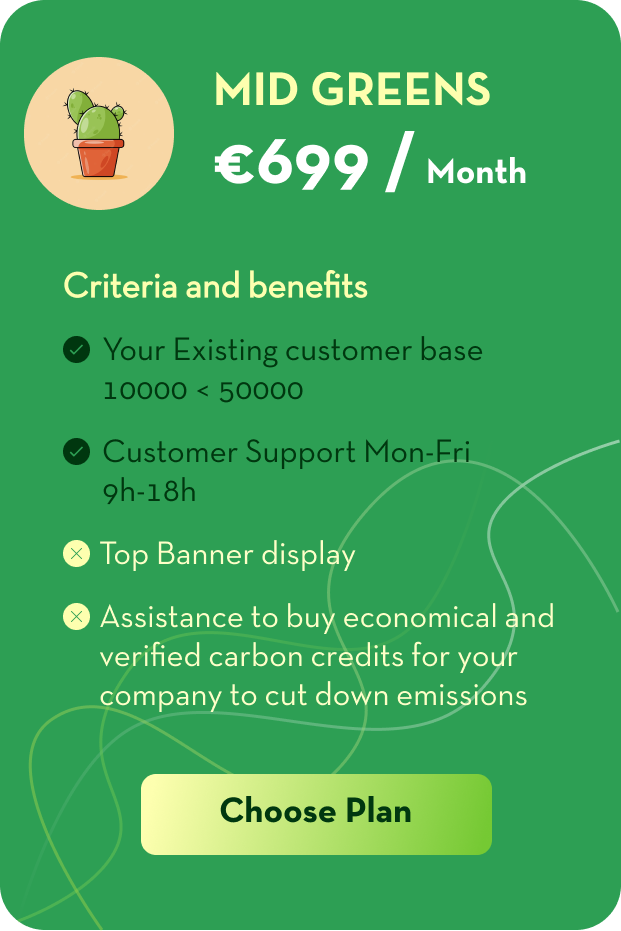 MID GREENS
€699 / Month
Criteria and benefits
Your Existing customer base
10000 < 50000
Customer Support Mon-Fri
9h-18h
Top Banner display
Assistance to buy economical and
verified carbon credits for your
company to cut down emissions
Choose Plan